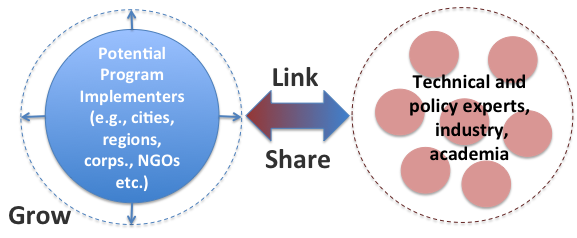 Potential
Program
Implementers
(e.g., cities,
regions,
corps., NGOs
etc.)
Grow
Link
Share
Technical and
policy experts,
industry,
academia